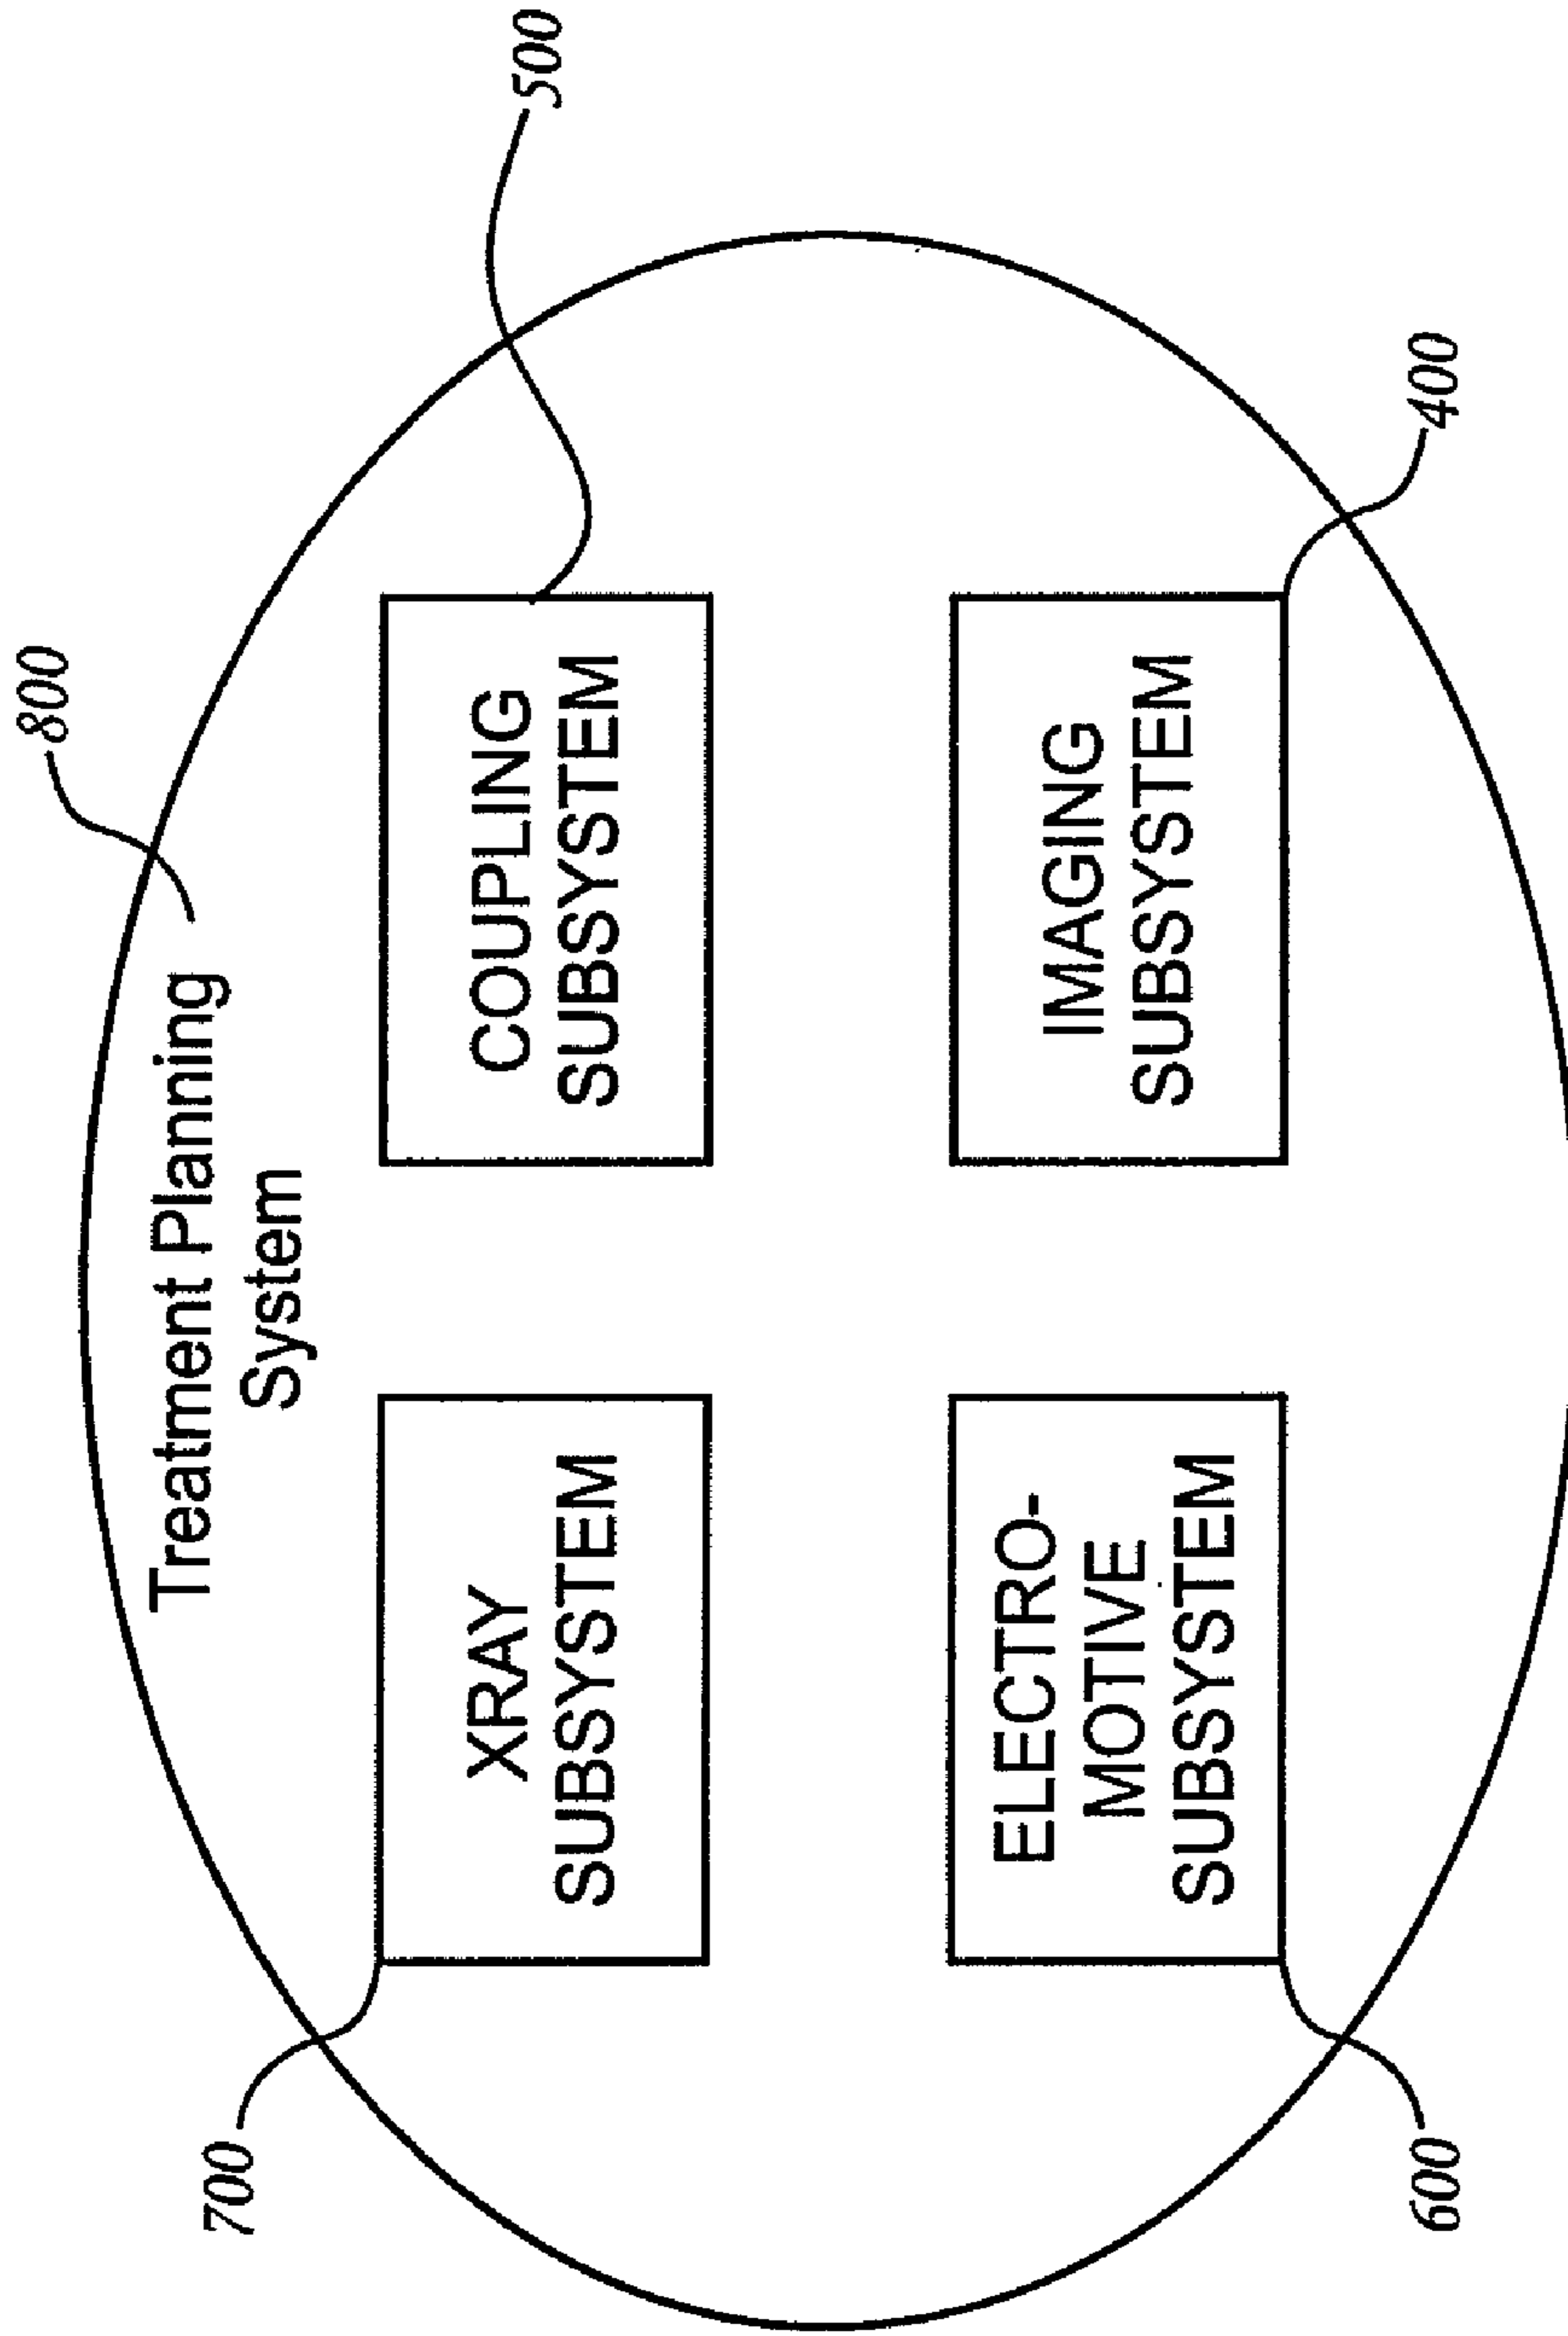 800
Treatment Planning
System
700
500
XRAY
SUBSYSTEM
COUPLING
SUBSYSTEM
ELECTRO-
MOTIVE
SUBSYSTEM
IMAGING
SUBSYSTEM
600
400